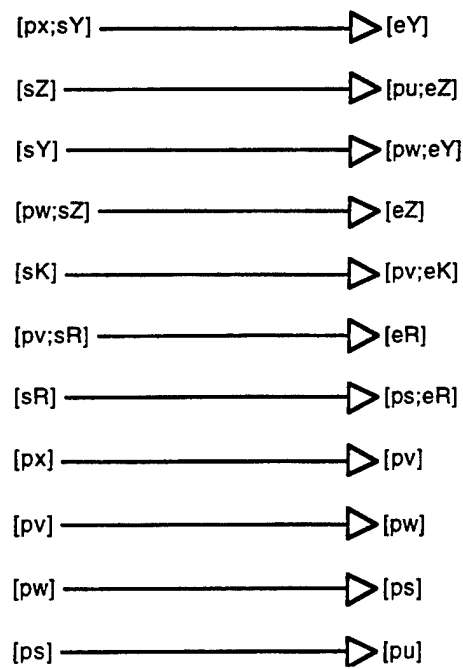 [px;sY] [eY]
[sZ] [pu;eZ]
[sY] [pw;eY]
[pw;sZ] [eZ]
[sK] [pv;eK]
[pv;sR] [eR]
[sR] [ps;eR]
[px] [pv]
[pv] [pw]
[pw] [ps]
[ps] [pu]